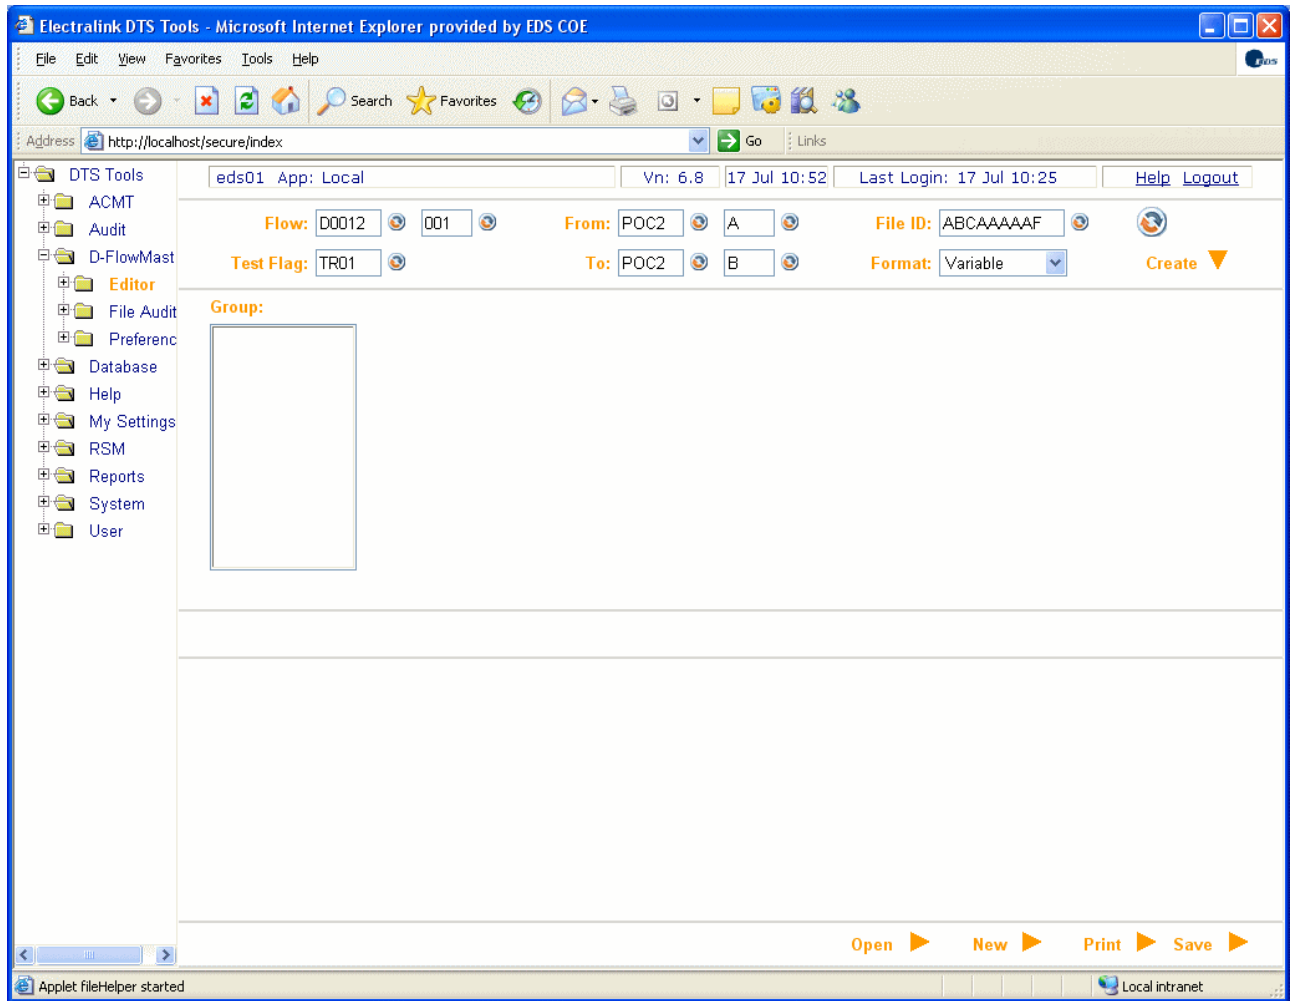 Electralink DTS Tools - Microsoft Internet Explorer provided by EDS COE
File Edit View Favorites Tools Help
Back Search Favorites
Address http://localhost/secure/index Go Links
DTS Tools
ACMT
Audit
D-FlowMast
Editor
File Audit
Preferenc
Database
Help
My Settings
RSM
Reports
System
User
eds01 App: Local Vn: 6.8 17 Jul 10:52 Last Login: 17 Jul 10:25 Help Logout
Flow: D0012 001 From: POC2 A File ID: ABCAAAAAF
Test Flag: TR01 To: POC2 B Format: Variable Create
Group:
Open New Print Save
Applet fileHelper started Local intranet